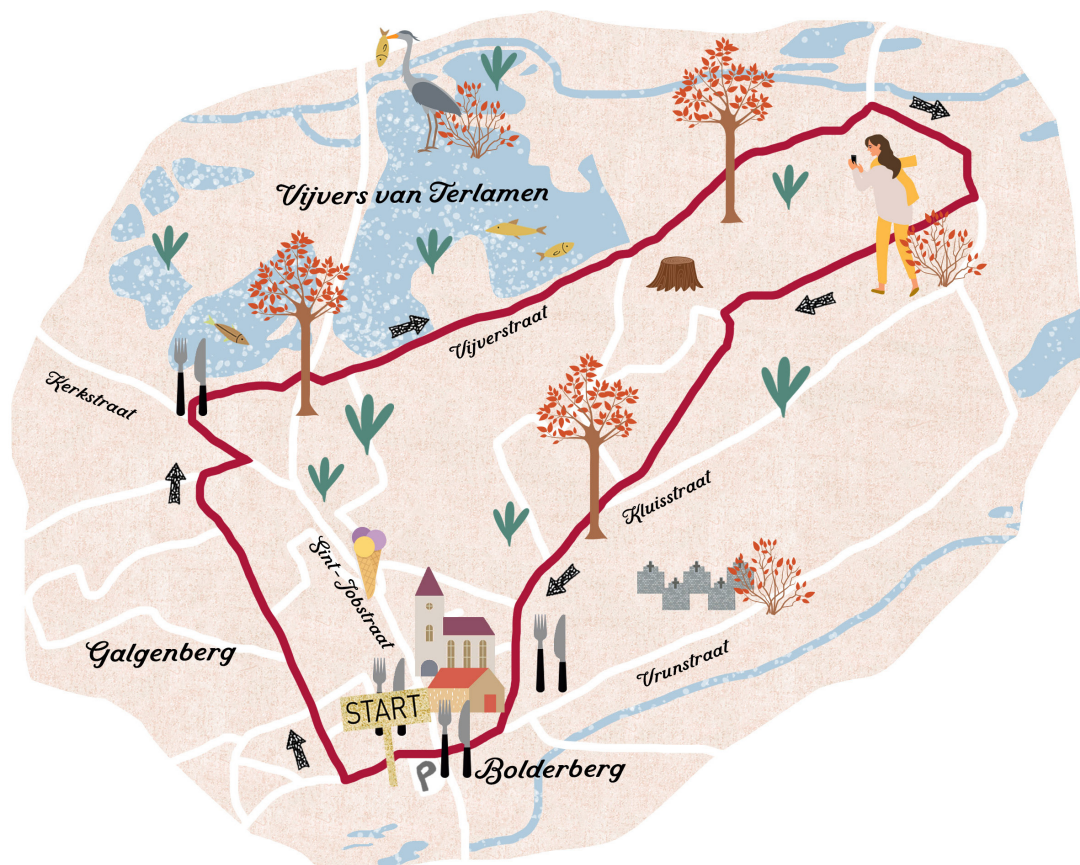 Vijvers van Terlamen
Vijverstraat
Kerkstraat
Kluisstraat
Sint-Jobstraat
Galgenberg
Vrunstraat
START
P
Bolderberg